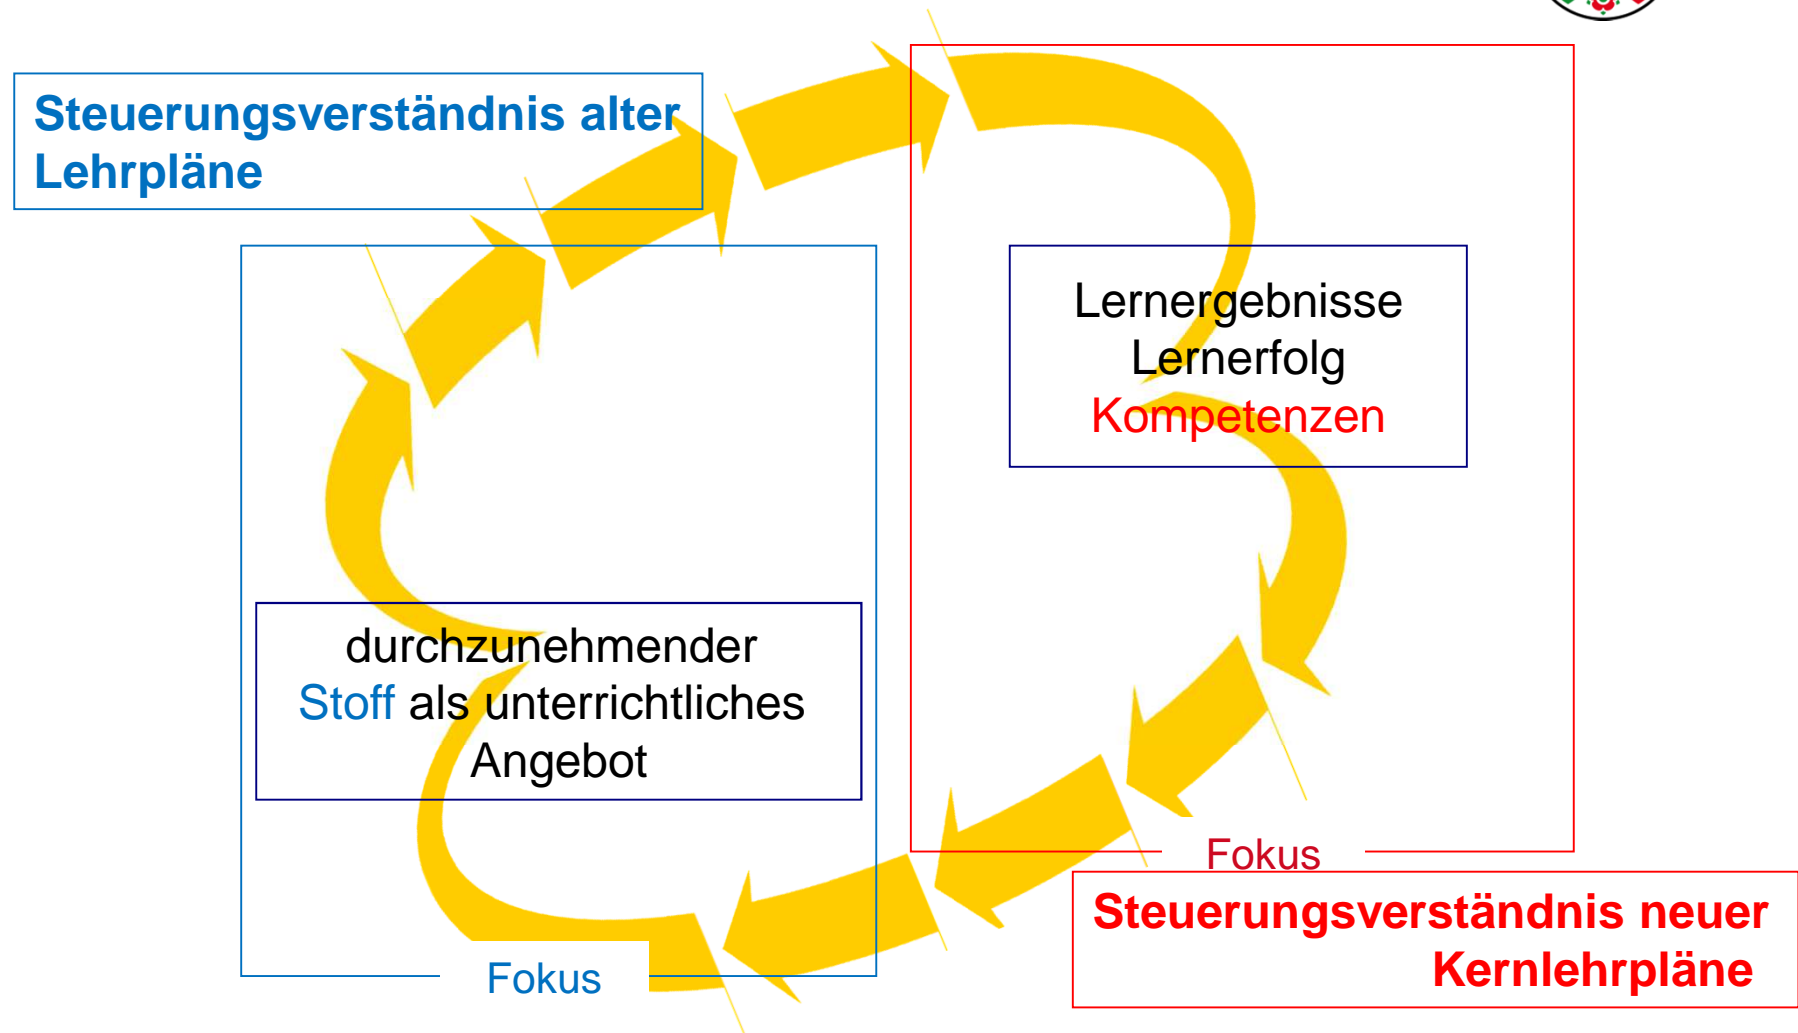 Steuerungsverständnis alter
Lehrpläne
Lernergebnisse
Lernerfolg
Kompetenzen
durchzunehmender
Stoff als unterrichtliches
Angebot
Fokus
Fokus
Steuerungsverständnis neuer
Kernlehrpläne